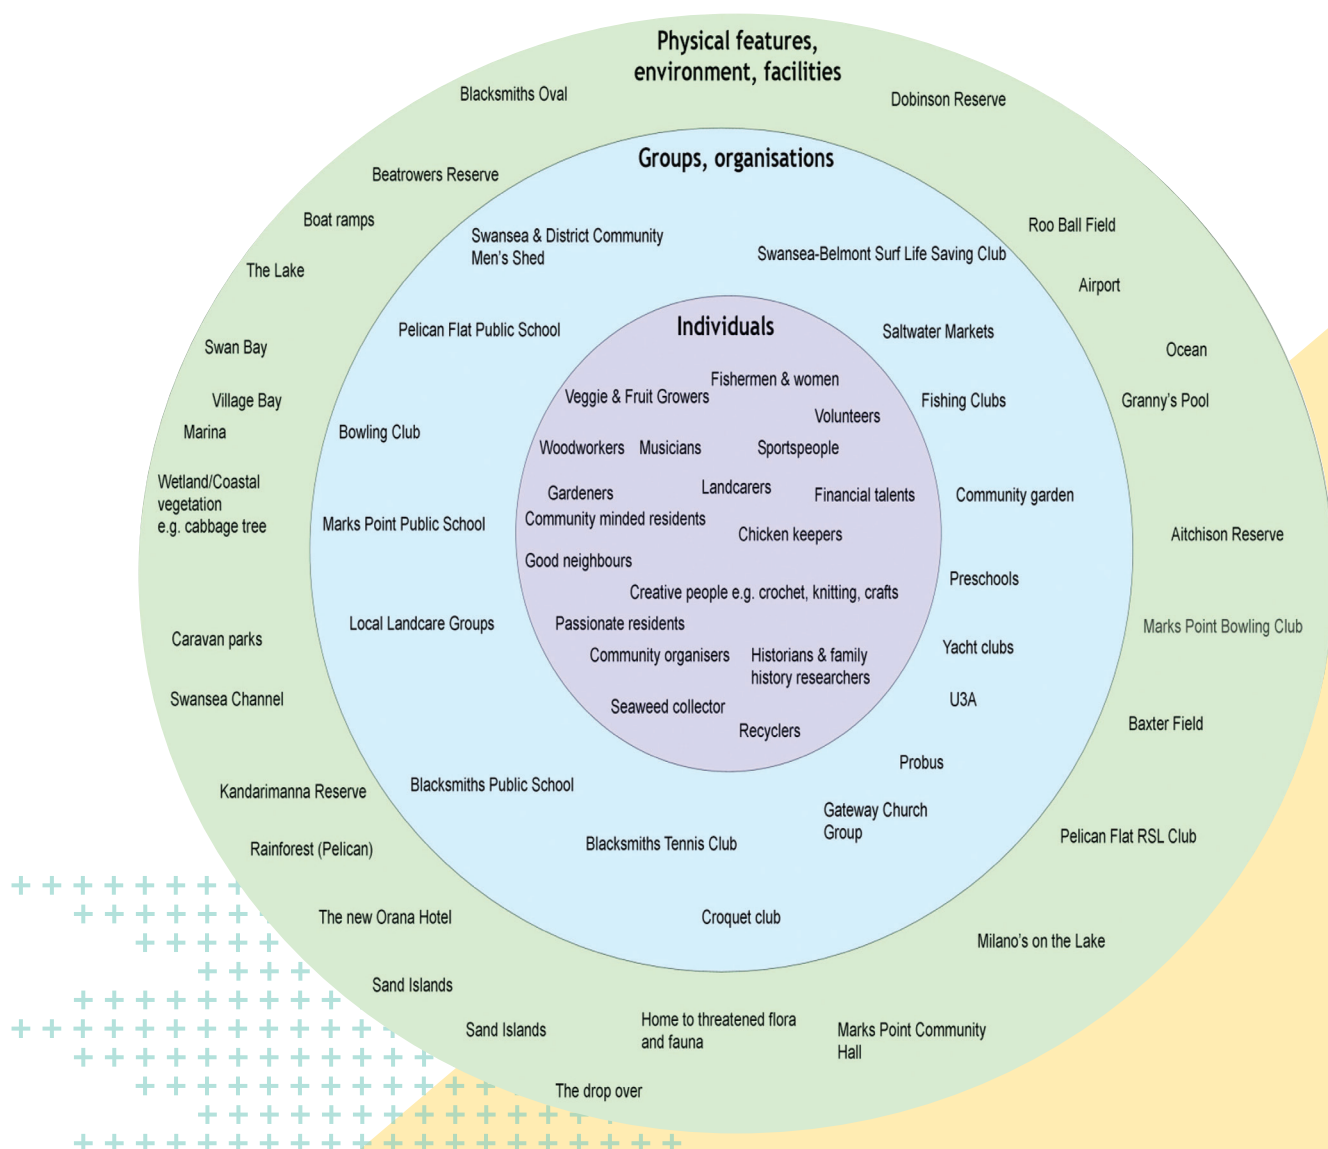 Physical features,
environment, facilities
Blacksmiths Oval
Dobinson Reserve
Beatrowers Reserve
Boat ramps
Roo Ball Field
The Lake
Airport
Swan Bay
Ocean
Village Bay
Granny's Pool
Marina
Wetland/Coastal
vegetation
e.g. cabbage tree
Aitchison Reserve
Caravan parks
Marks Point Bowling Club
Swansea Channel
Baxter Field
Kandarimanna Reserve
Rainforest (Pelican)
Pelican Flat RSL Club
The new Orana Hotel
Milano's on the Lake
Sand Islands
Sand Islands
Home to threatened flora
and fauna
Marks Point Community
Hall
The drop over
Groups, organisations
Swansea & District Community
Men's Shed
Swansea-Belmont Surf Life Saving Club
Pelican Flat Public School
Saltwater Markets
Fishing Clubs
Bowling Club
Community garden
Marks Point Public School
Preschools
Local Landcare Groups
Yacht clubs
U3A
Probus
Blacksmiths Public School
Gateway Church
Group
Blacksmiths Tennis Club
Croquet club
Individuals
Fishermen & women
Veggie & Fruit Growers
Volunteers
Woodworkers
Musicians
Sportspeople
Landcarers
Gardeners
Financial talents
Community minded residents
Chicken keepers
Good neighbours
Creative people e.g. crochet, knitting, crafts
Passionate residents
Community organisers
Historians & family
history researchers
Seaweed collector
Recyclers